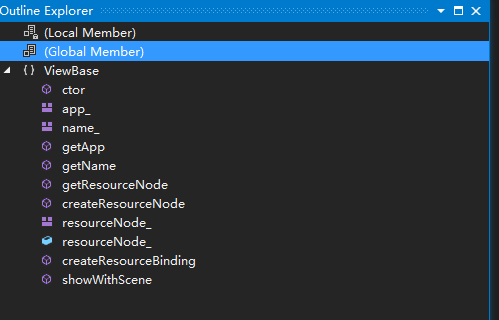 Outline Explorer
(Local Member)
(Global Member)
ViewBase
ctor
app_
name_
getApp
getName
getResourceNode
createResourceNode
resourceNode_
resourceNode_
createResourceBinding
showWithScene